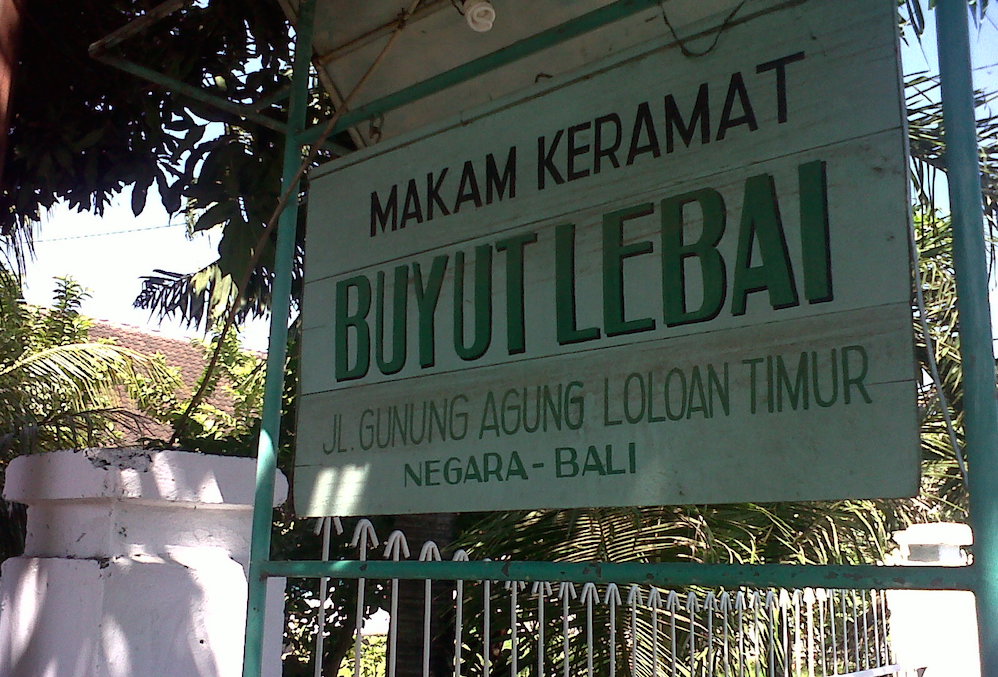 MAKAM KERAMAT
BUYUT LEBAI
JL. GUNUNG AGUNG LOLOAN TIMUR
NEGARA - BALI